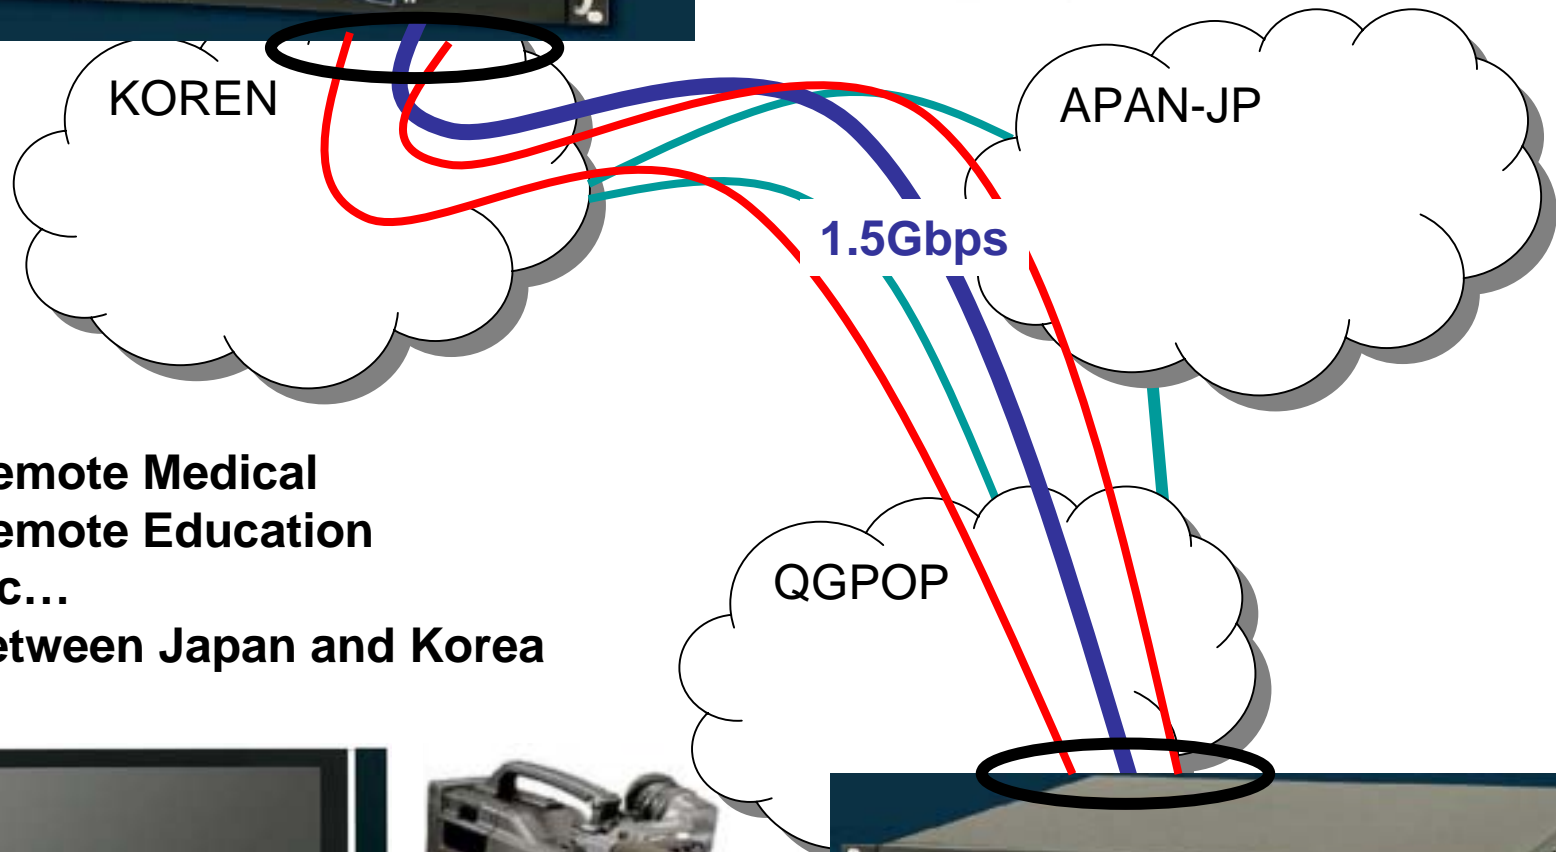 KOREN
APAN-JP
1.5Gbps
emote Medical
emote Education
c…
etween Japan and Korea
QGPOP